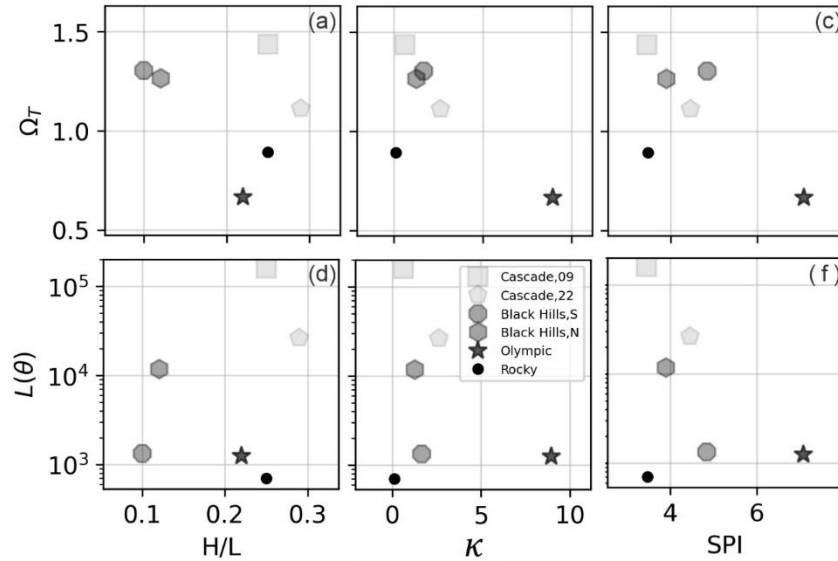 (a)
(c)
1.5
1.0
0.5
Ω_T
(d)
(f)
10^5
10^4
10^3
L(θ)
Cascade,09
Cascade,22
Black Hills,S
Black Hills,N
Olympic
Rocky
0.1 0.2 0.3
0 5 10
4 6
H/L
κ
SPI